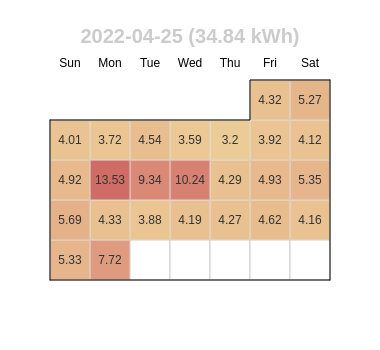 2022-04-25 (34.84 kWh)
Sun Mon Tue Wed Thu Fri Sat
4.32 5.27
4.01 3.72 4.54 3.59 3.2 3.92 4.12
4.92 13.53 9.34 10.24 4.29 4.93 5.35
5.69 4.33 3.88 4.19 4.27 4.62 4.16
5.33 7.72